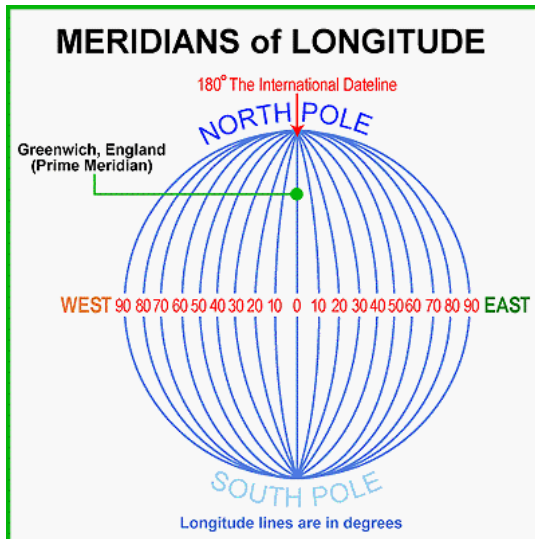 MERIDIANS of LONGITUDE
180° The International Dateline
NORTH POLE
Greenwich, England
(Prime Meridian)
WEST 90 80 70 60 50 40 30 20 10 0 10 20 30 40 50 60 70 80 90 EAST
SOUTH POLE
Longitude lines are in degrees